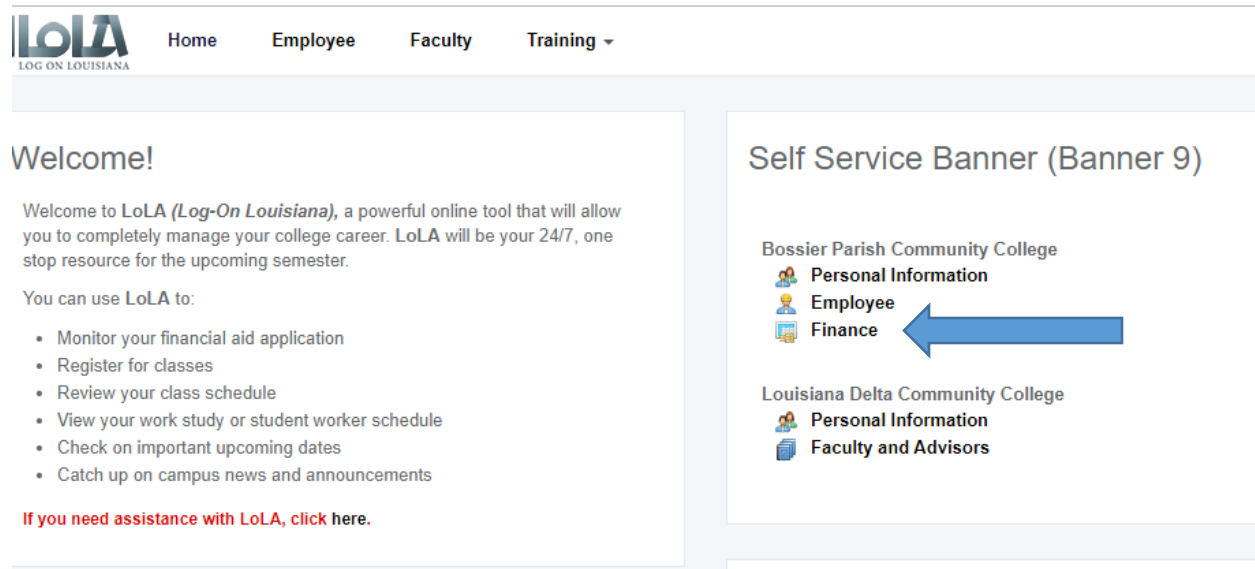 LOLA
LOG ON LOUISIANA
Home Employee Faculty Training
Welcome!
Welcome to LoLA (Log-On Louisiana), a powerful online tool that will allow
you to completely manage your college career. LoLA will be your 24/7, one
stop resource for the upcoming semester.
You can use LoLA to:
• Monitor your financial aid application
• Register for classes
• Review your class schedule
• View your work study or student worker schedule
• Check on important upcoming dates
• Catch up on campus news and announcements
If you need assistance with LoLA, click here.
Self Service Banner (Banner 9)
Bossier Parish Community College
Personal Information
Employee
Finance
Louisiana Delta Community College
Personal Information
Faculty and Advisors